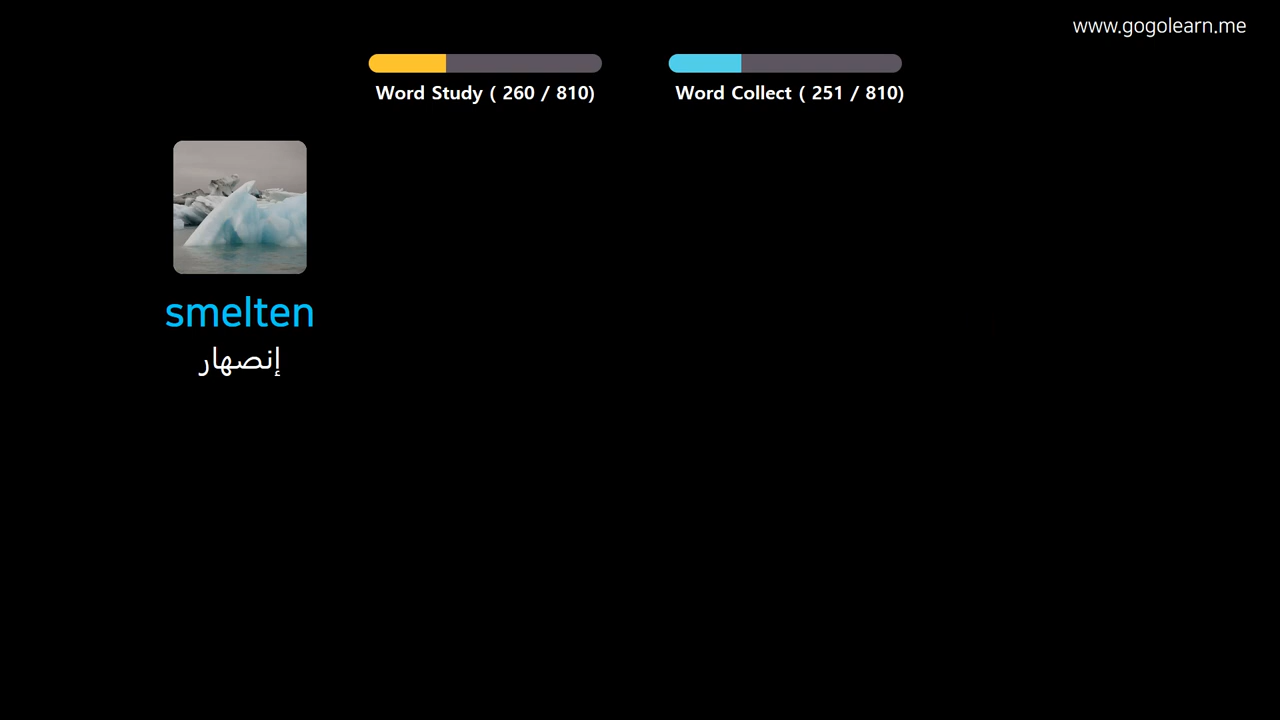 www.gogolearn.me
Word Study ( 260 / 810)
Word Collect ( 251 / 810)
smelten
إنصهار